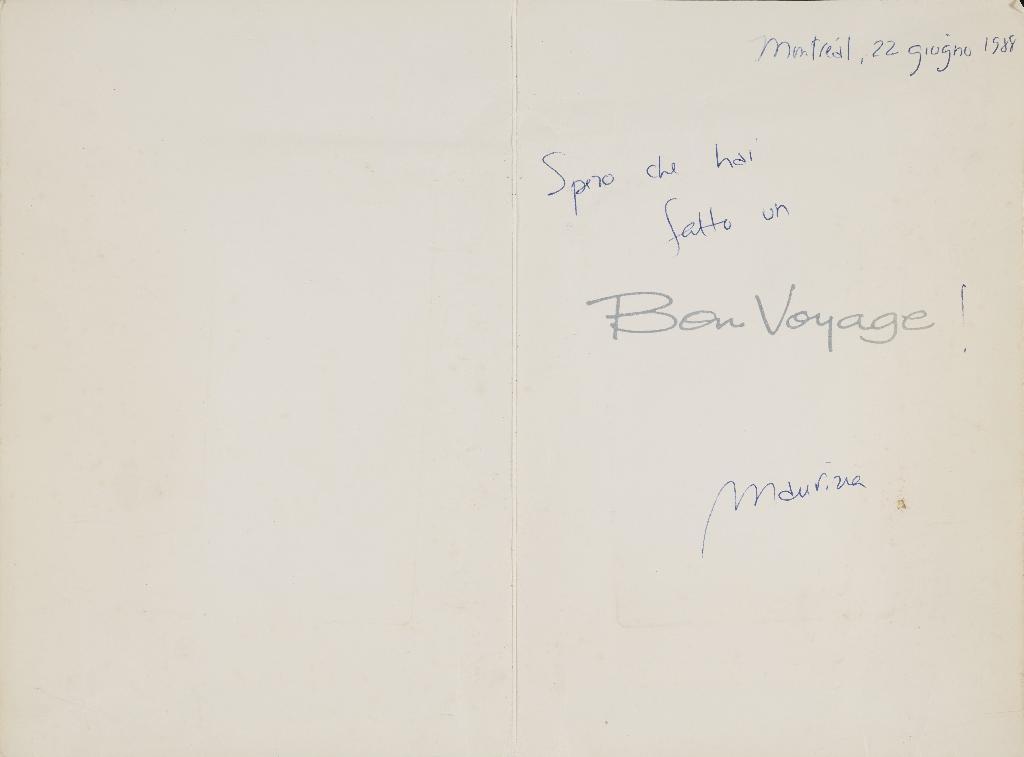 Montréal, 22 giugno 1988
Spero che hai
fatto un
Bon Voyage !
Maurizia